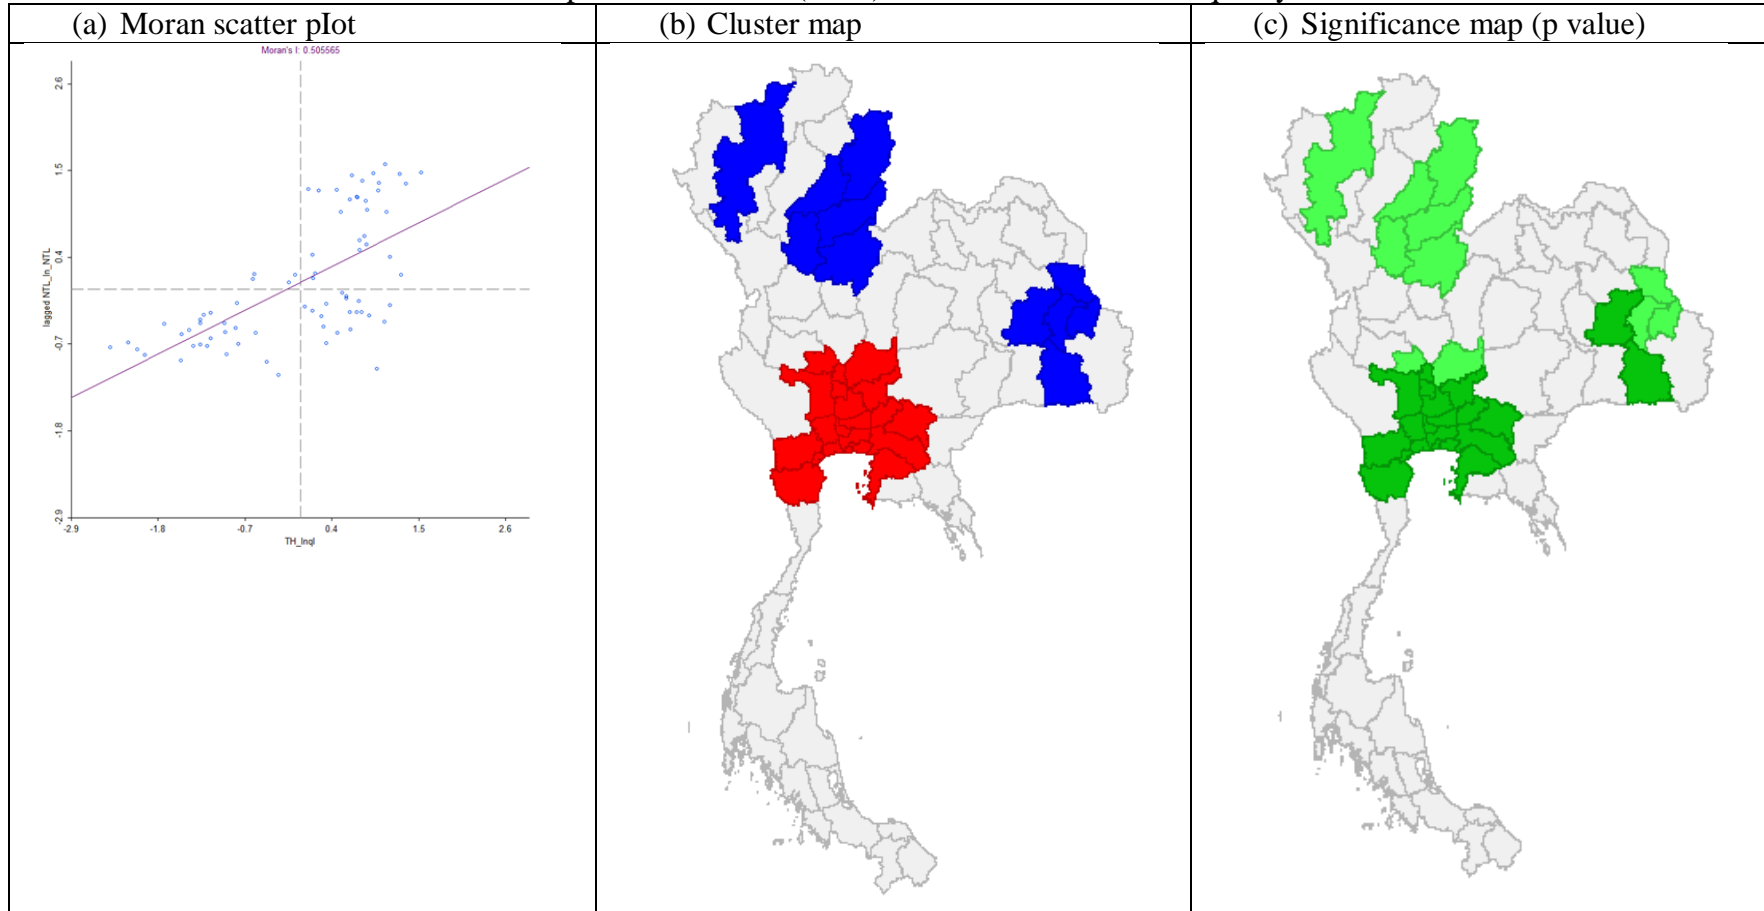 (a) Moran scatter plot
(b) Cluster map
(c) Significance map (p value)
Moran's I: 0.505565
2.6
1.5
0.4
-0.7
-1.8
-2.9
lagged NTL_ln_NTL
-2.9 -1.8 -0.7 0.4 1.5 2.6